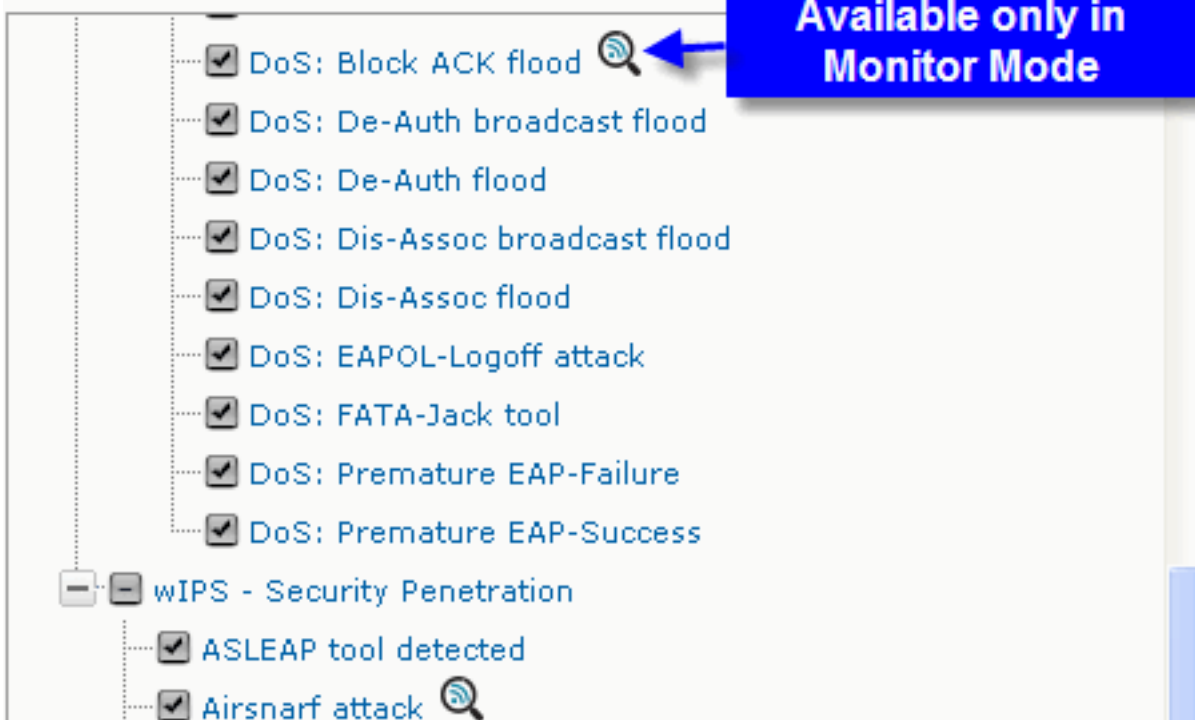 Available only in
Monitor Mode
DoS: Block ACK flood
DoS: De-Auth broadcast flood
DoS: De-Auth flood
DoS: Dis-Assoc broadcast flood
DoS: Dis-Assoc flood
DoS: EAPOL-Logoff attack
DoS: FATA-Jack tool
DoS: Premature EAP-Failure
DoS: Premature EAP-Success
wIPS - Security Penetration
ASLEAP tool detected
Airsnarf attack